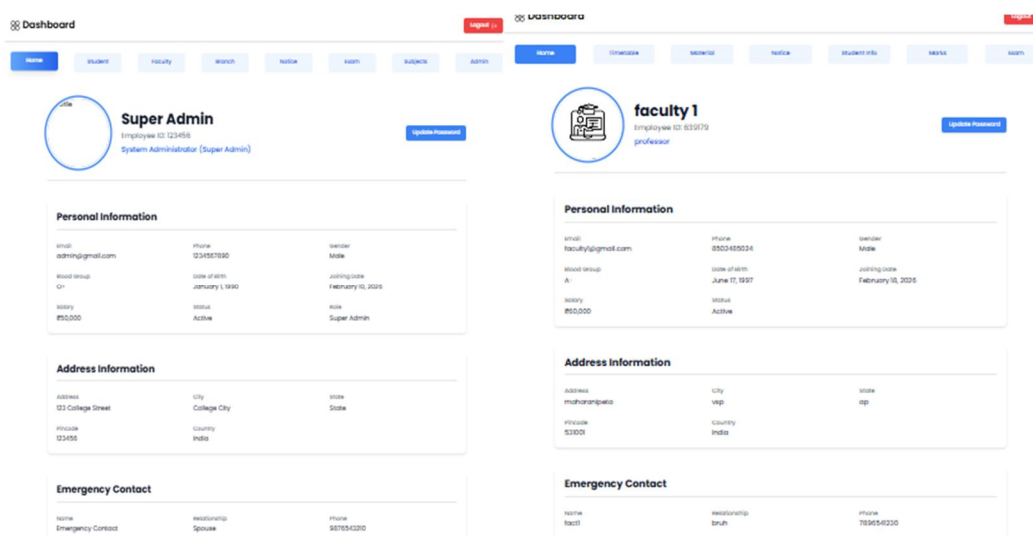 Dashboard
Logout
Home Student Faculty Branch Notice Exam Subjects Admin
Super Admin
Employee ID: 123456
System Administrator (Super Admin)
Update Password
Personal Information
Email Phone Gender
admin@gmail.com 1234567890 Male
Blood Group Date of Birth Joining Date
O+ January 1, 1990 February 10, 2026
Salary Status Role
₹50,000 Active Super Admin
Address Information
Address City State
123 College Street College City State
Pincode Country
123456 India
Emergency Contact
Name Relationship Phone
Emergency Contact Spouse 9876543210
Dashboard
Logout
Home Timetable Material Notice Student Info Marks Exam
faculty 1
Employee ID: 639179
professor
Update Password
Personal Information
Email Phone Gender
faculty1@gmail.com 8502485024 Male
Blood Group Date of Birth Joining Date
A- June 17, 1997 February 18, 2026
Salary Status
₹60,000 Active
Address Information
Address City State
maharanipeta vsp ap
Pincode Country
531001 India
Emergency Contact
Name Relationship Phone
fact1 bruh 7896541230